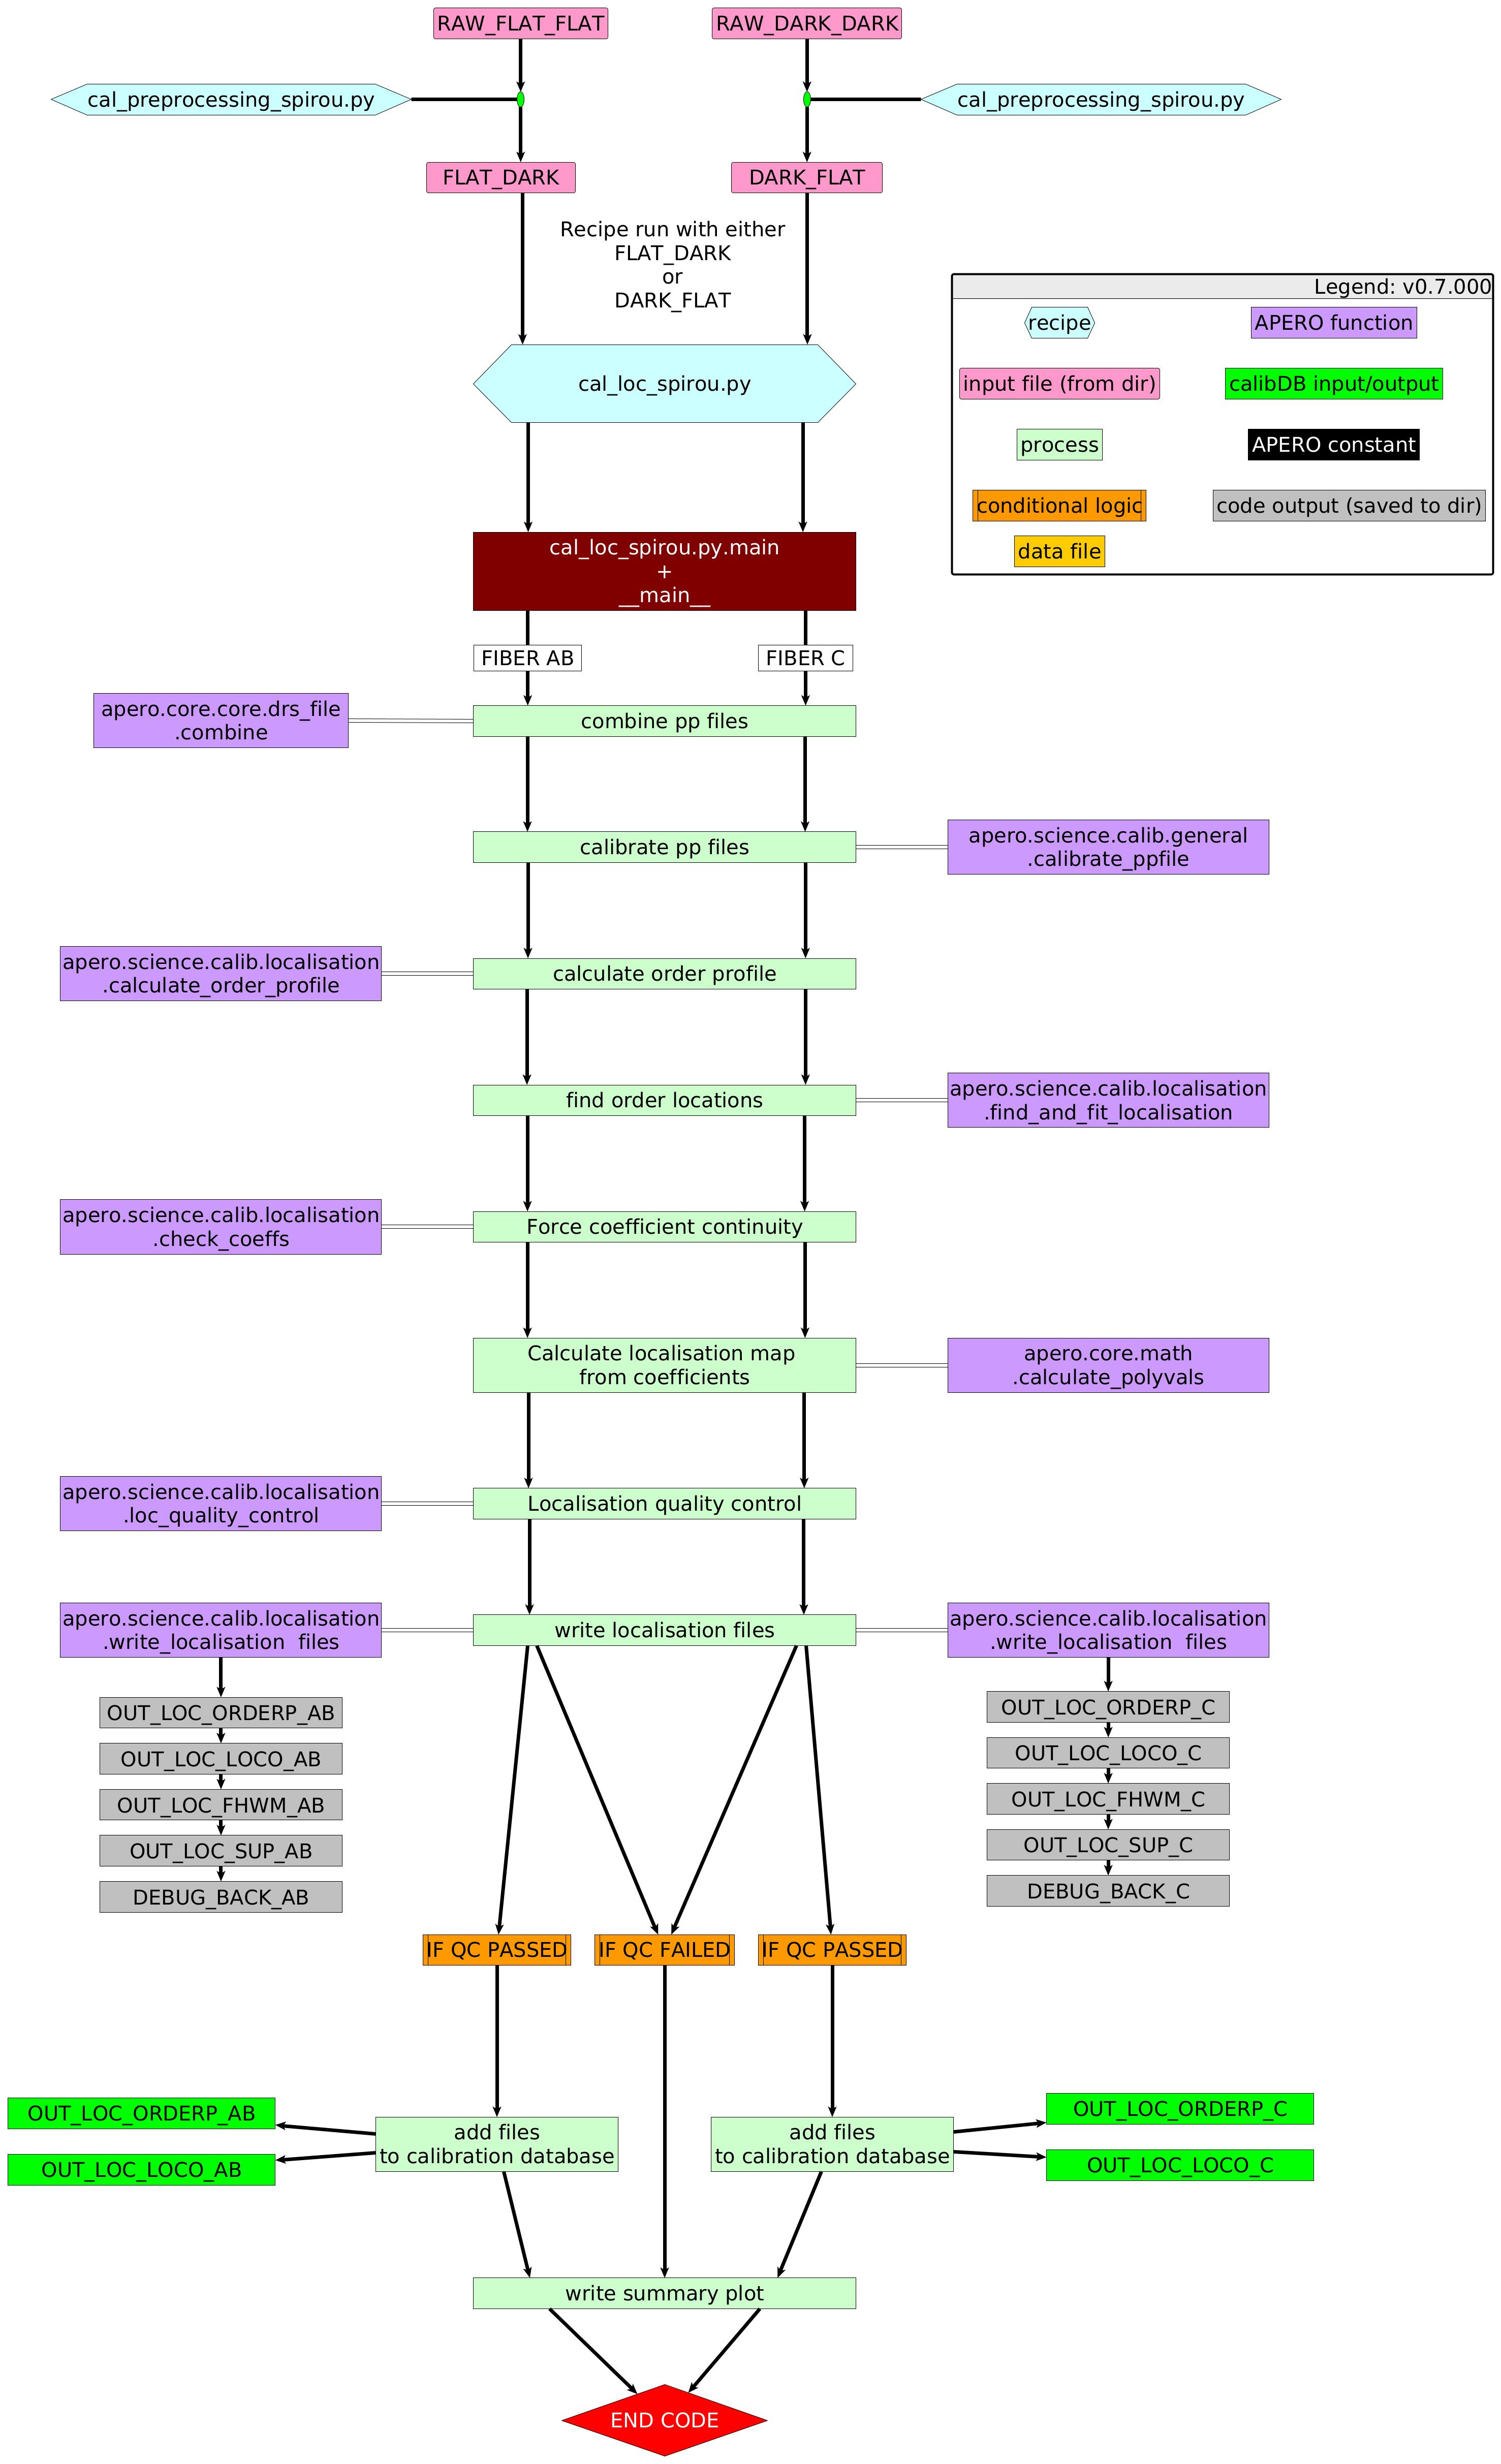 RAW_FLAT_FLAT
RAW_DARK_DARK
cal_preprocessing_spirou.py
cal_preprocessing_spirou.py
FLAT_DARK
DARK_FLAT
Recipe run with either
FLAT_DARK
or
DARK_FLAT
Legend: v0.7.000
recipe
APERO function
input file (from dir)
calibDB input/output
process
APERO constant
conditional logic
code output (saved to dir)
data file
cal_loc_spirou.py
cal_loc_spirou.py.main
+
__main__
FIBER AB
FIBER C
apero.core.core.drs_file
.combine
combine pp files
calibrate pp files
apero.science.calib.general
.calibrate_ppfile
apero.science.calib.localisation
.calculate_order_profile
calculate order profile
find order locations
apero.science.calib.localisation
.find_and_fit_localisation
apero.science.calib.localisation
.check_coeffs
Force coefficient continuity
Calculate localisation map
from coefficients
apero.core.math
.calculate_polyvals
apero.science.calib.localisation
.loc_quality_control
Localisation quality control
apero.science.calib.localisation
.write_localisation  files
write localisation files
apero.science.calib.localisation
.write_localisation  files
OUT_LOC_ORDERP_AB
OUT_LOC_LOCO_AB
OUT_LOC_FHWM_AB
OUT_LOC_SUP_AB
DEBUG_BACK_AB
OUT_LOC_ORDERP_C
OUT_LOC_LOCO_C
OUT_LOC_FHWM_C
OUT_LOC_SUP_C
DEBUG_BACK_C
IF QC PASSED
IF QC FAILED
IF QC PASSED
OUT_LOC_ORDERP_AB
OUT_LOC_LOCO_AB
add files
to calibration database
add files
to calibration database
OUT_LOC_ORDERP_C
OUT_LOC_LOCO_C
write summary plot
END CODE